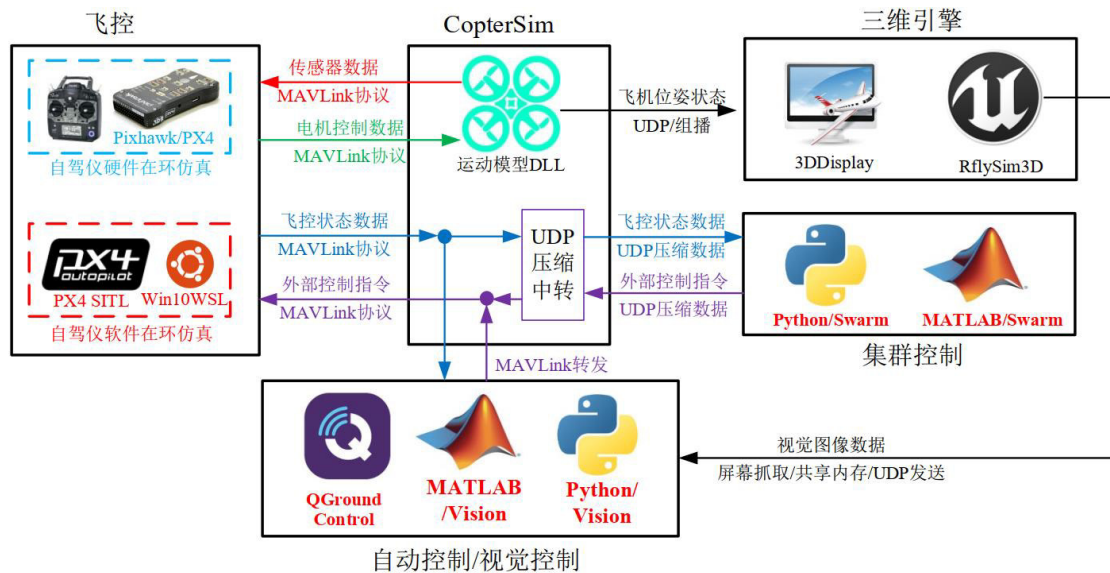 飞控
CopterSim
三维引擎
传感器数据
MAVLink协议
电机控制数据
MAVLink协议
Pixhawk/PX4
自驾仪硬件在环仿真
运动模型DLL
飞机位姿状态
UDP/组播
3DDisplay
RflySim3D
飞控状态数据
MAVLink协议
外部控制指令
MAVLink协议
px4
autopilot
PX4 SITL
Win10WSL
自驾仪软件在环仿真
UDP
压缩
中转
飞控状态数据
UDP压缩数据
外部控制指令
UDP压缩数据
Python/Swarm
MATLAB/Swarm
集群控制
MAVLink转发
QGround
Control
MATLAB
/Vision
Python/
Vision
视觉图像数据
屏幕抓取/共享内存/UDP发送
自动控制/视觉控制